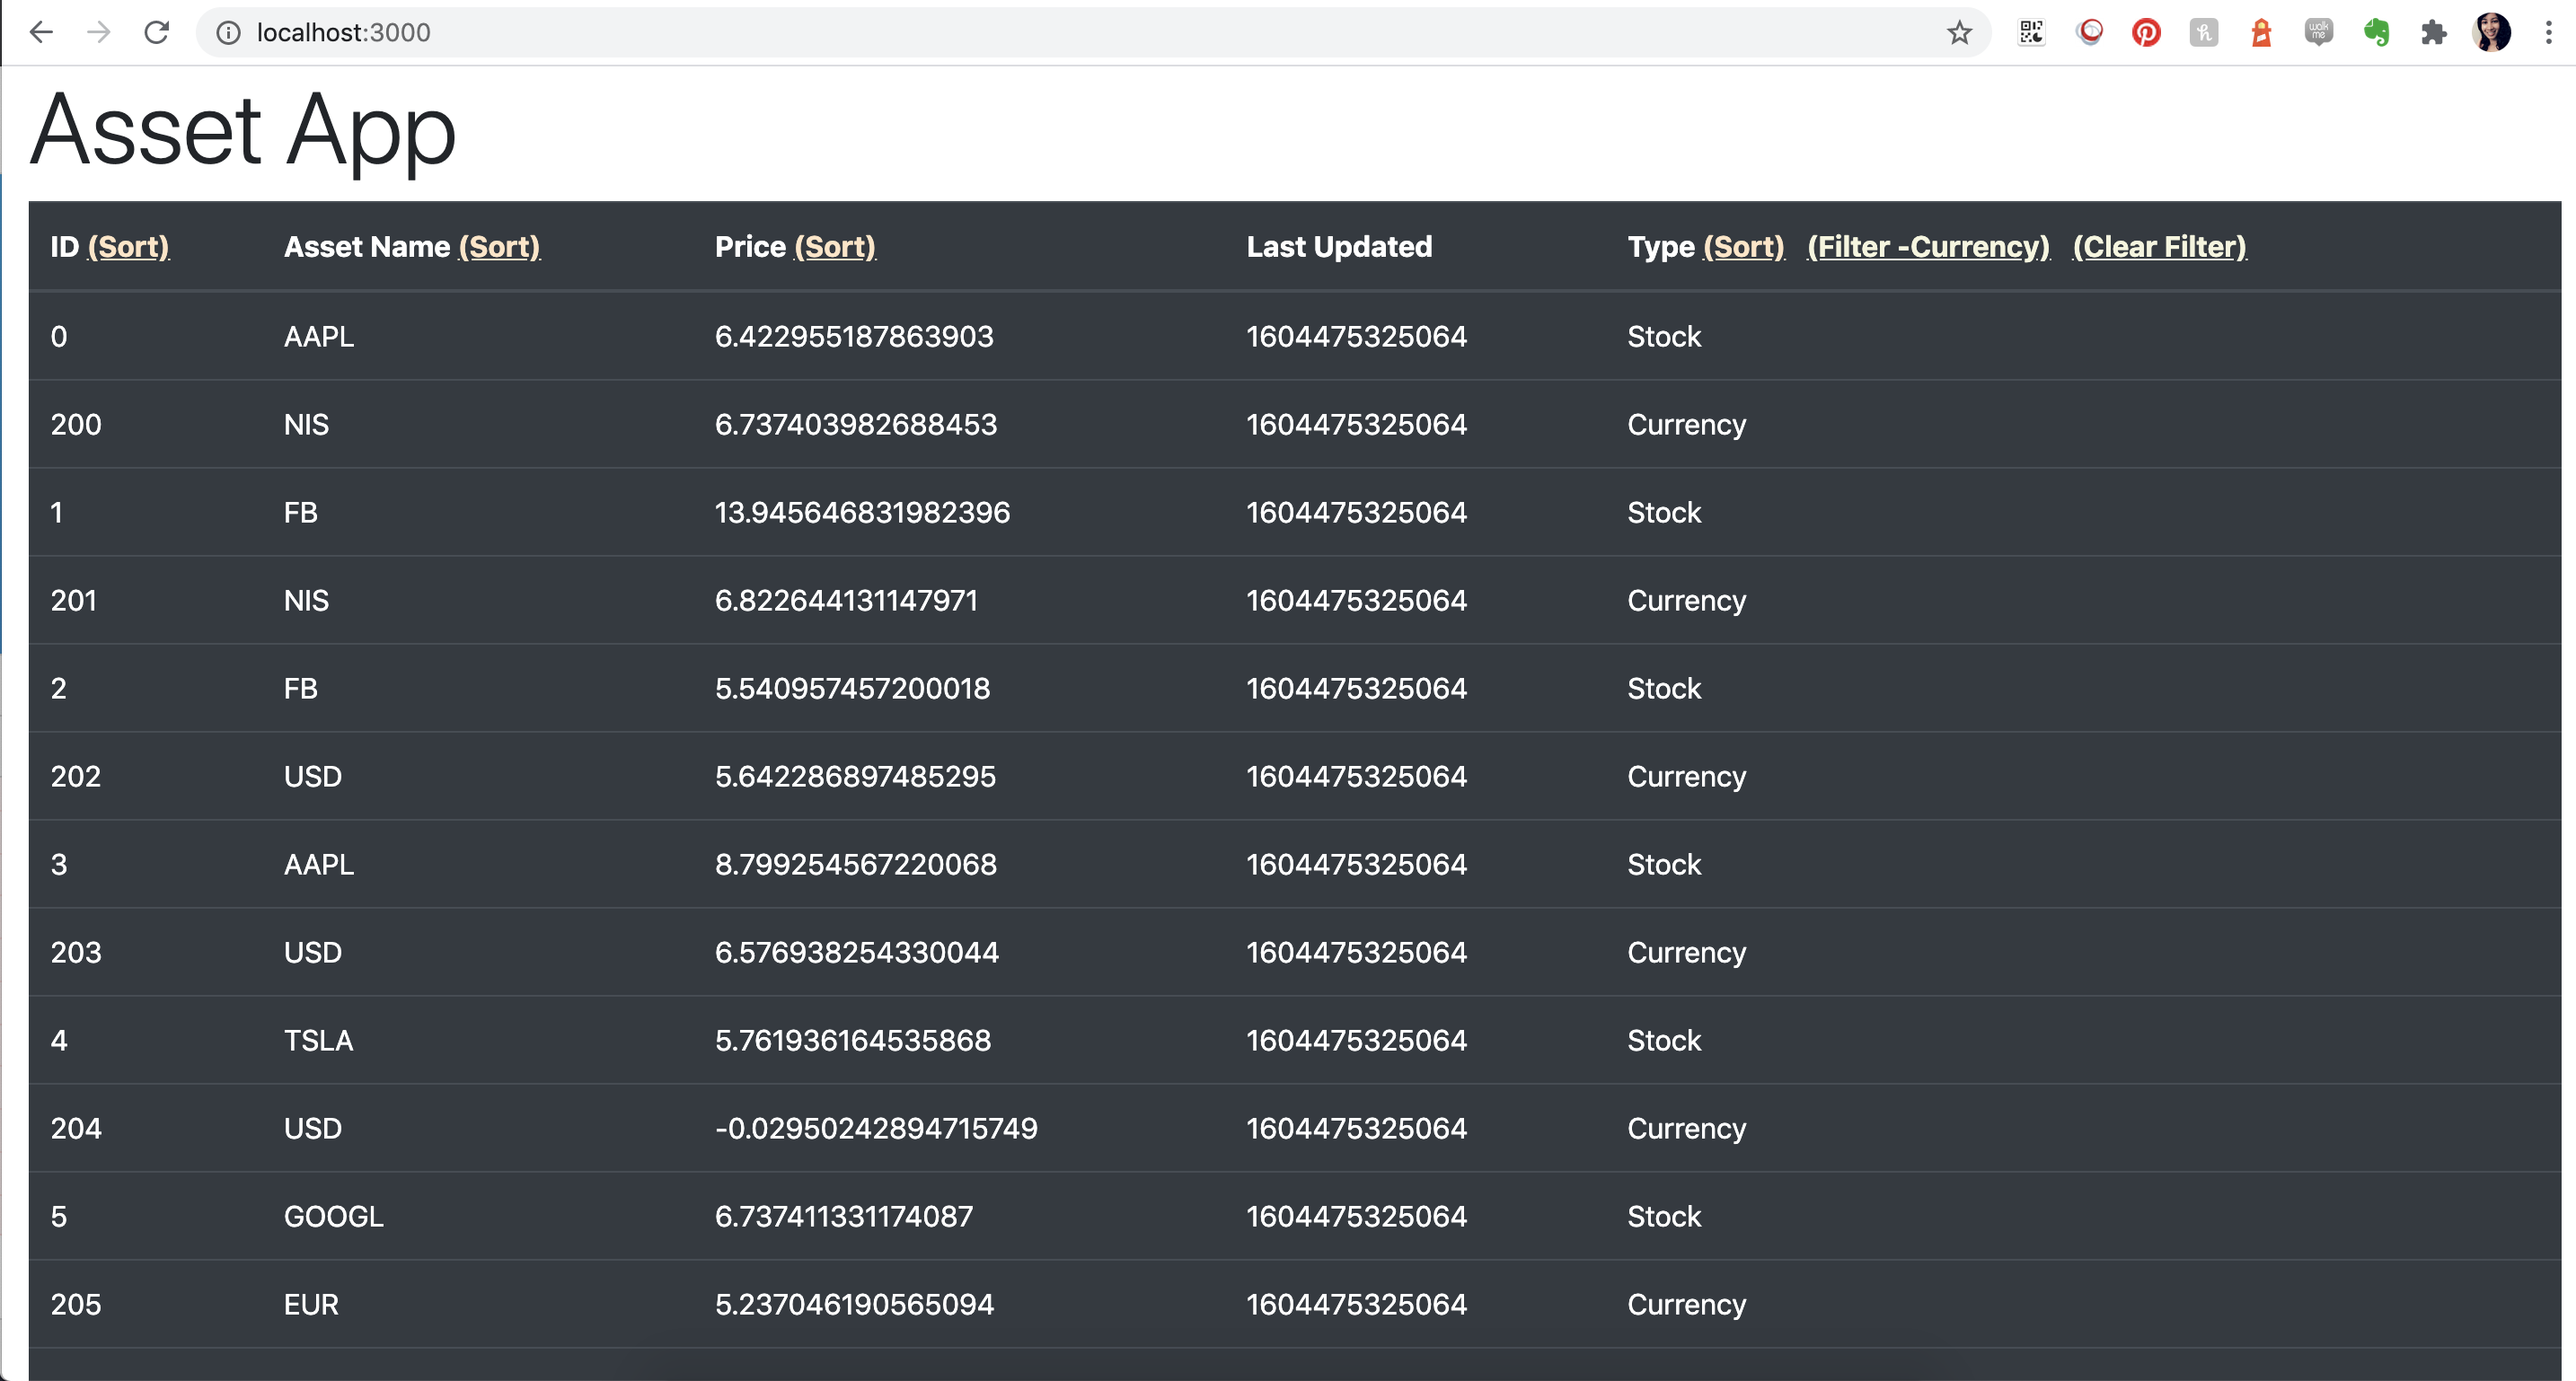 localhost:3000
walk me
Asset App
ID (Sort) Asset Name (Sort) Price (Sort) Last Updated Type (Sort) (Filter -Currency) (Clear Filter)
0 AAPL 6.422955187863903 1604475325064 Stock
200 NIS 6.737403982688453 1604475325064 Currency
1 FB 13.945646831982396 1604475325064 Stock
201 NIS 6.822644131147971 1604475325064 Currency
2 FB 5.540957457200018 1604475325064 Stock
202 USD 5.642286897485295 1604475325064 Currency
3 AAPL 8.799254567220068 1604475325064 Stock
203 USD 6.576938254330044 1604475325064 Currency
4 TSLA 5.761936164535868 1604475325064 Stock
204 USD -0.02950242894715749 1604475325064 Currency
5 GOOGL 6.737411331174087 1604475325064 Stock
205 EUR 5.237046190565094 1604475325064 Currency